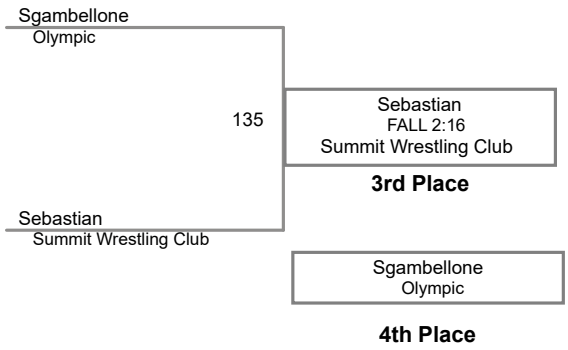 Sgambellone
Olympic
135
Sebastian
FALL 2:16
Summit Wrestling Club
3rd Place
Sebastian
Summit Wrestling Club
Sgambellone
Olympic
4th Place